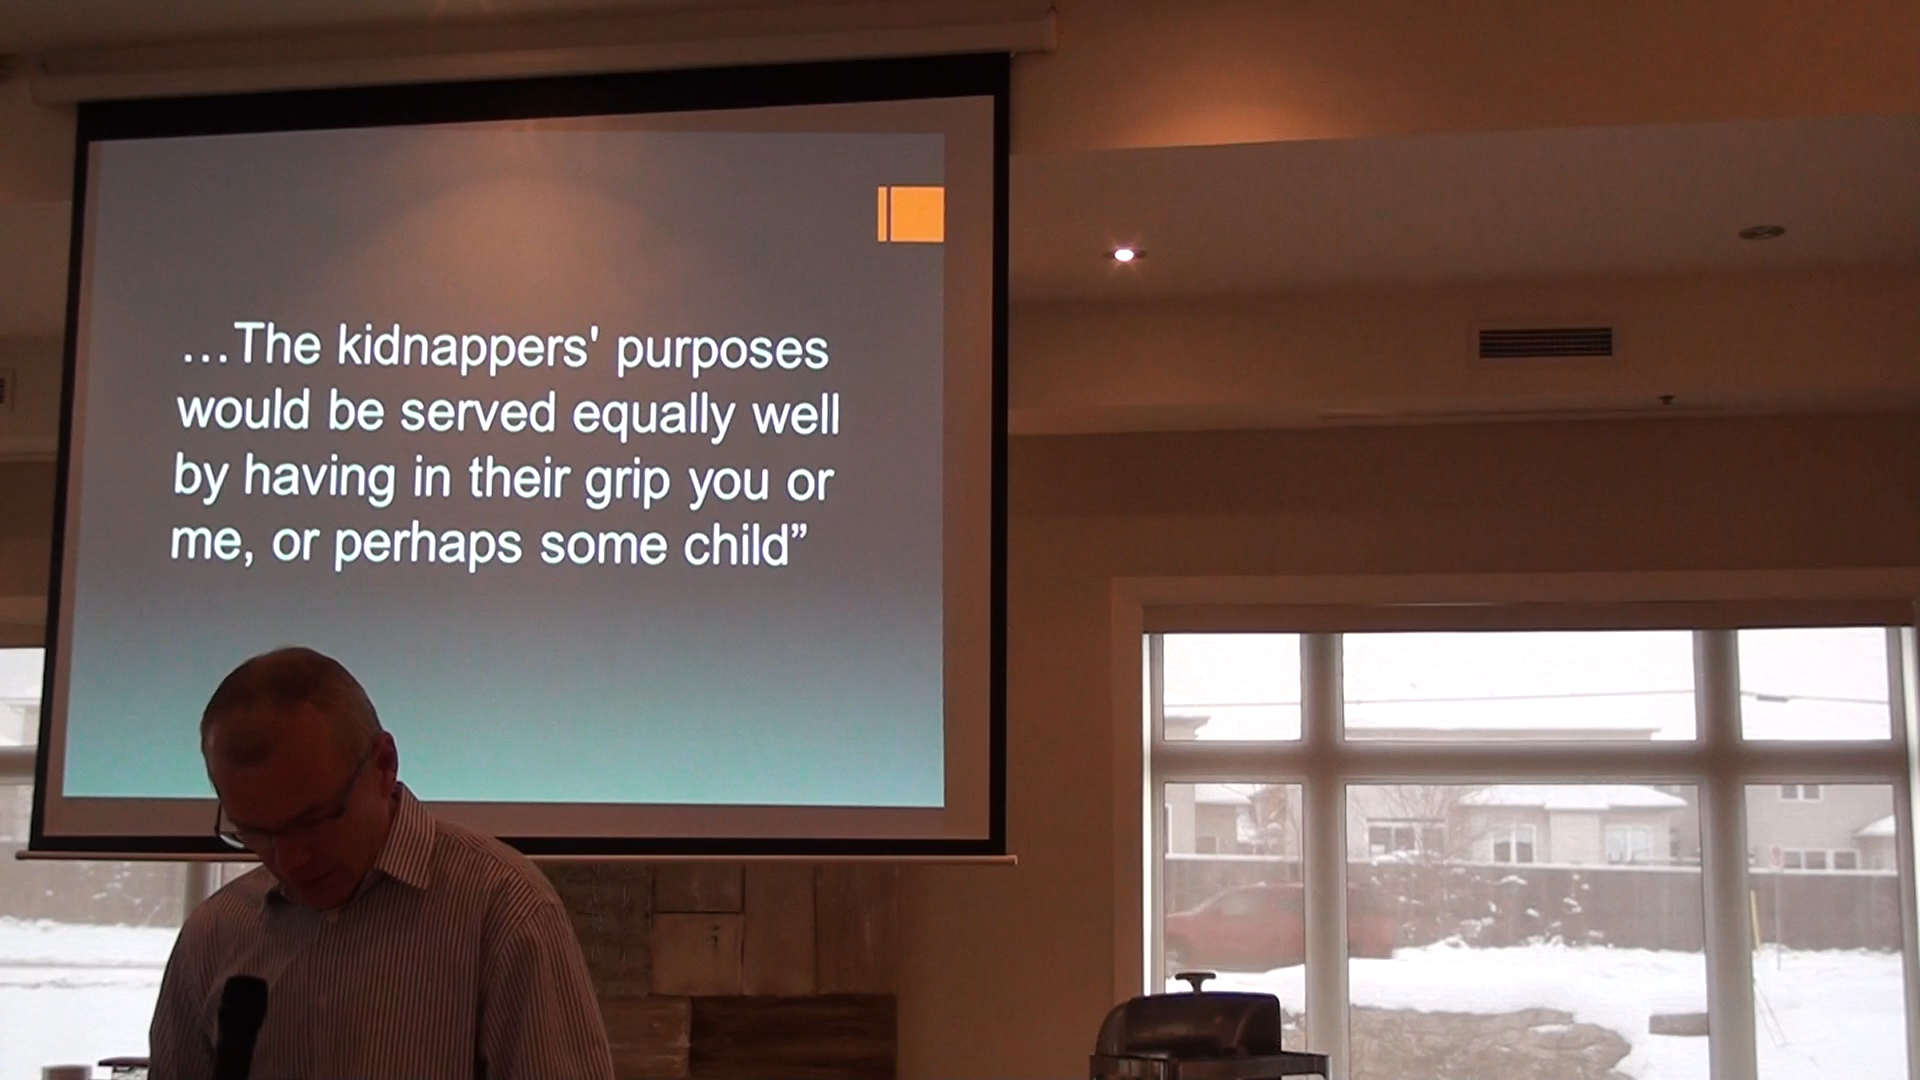 ...The kidnappers' purposes
would be served equally well
by having in their grip you or
me, or perhaps some child”